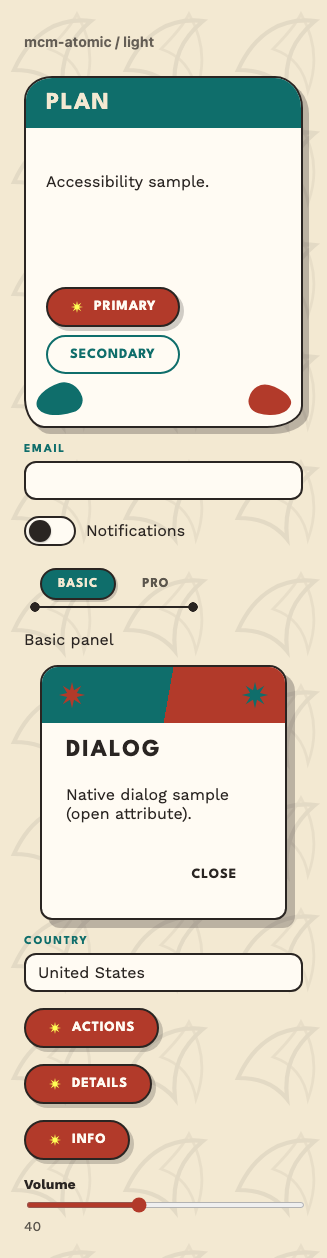 mcm-atomic / light
PLAN
Accessibility sample.
PRIMARY
SECONDARY
EMAIL
Notifications
BASIC PRO
Basic panel
DIALOG
Native dialog sample
(open attribute).
CLOSE
COUNTRY
United States
ACTIONS
DETAILS
INFO
Volume
40